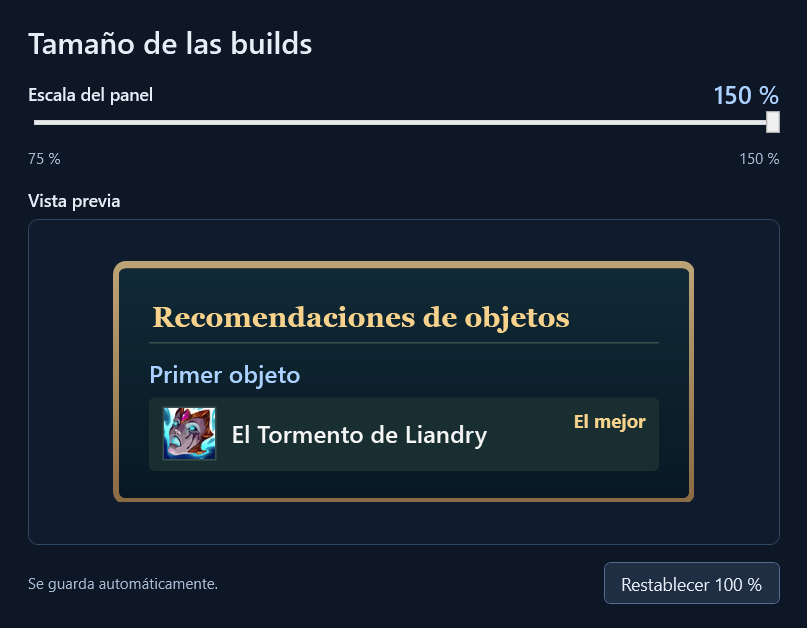 Tamaño de las builds
Escala del panel
150 %
75 %
150 %
Vista previa
Recomendaciones de objetos
Primer objeto
El Tormento de Liandry
El mejor
Se guarda automáticamente.
Restablecer 100 %